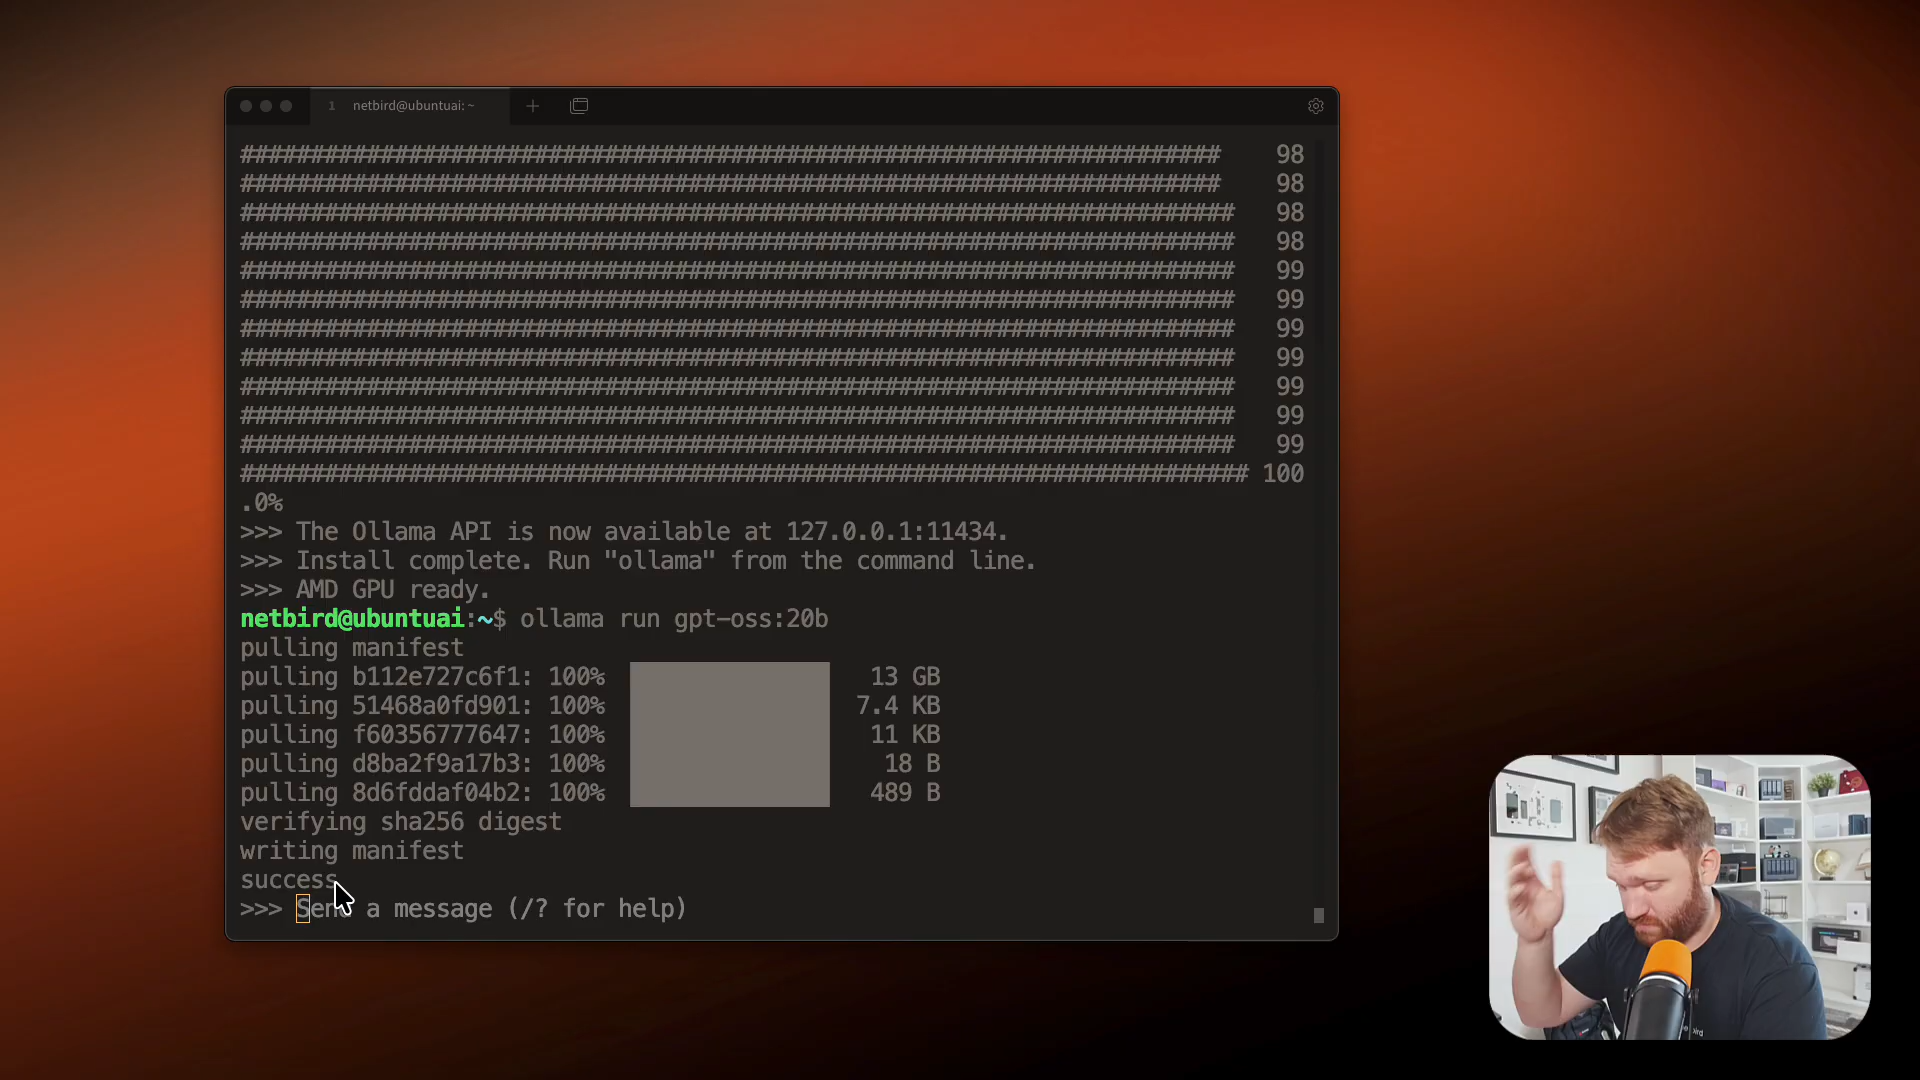 1 netbird@ubuntuai: ~
###################################################################### 98
###################################################################### 98
####################################################################### 98
####################################################################### 98
####################################################################### 99
####################################################################### 99
####################################################################### 99
####################################################################### 99
####################################################################### 99
####################################################################### 99
####################################################################### 99
######################################################################## 100
.0%
>>> The Ollama API is now available at 127.0.0.1:11434.
>>> Install complete. Run "ollama" from the command line.
>>> AMD GPU ready.
netbird@ubuntuai:~$ ollama run gpt-oss:20b
pulling manifest
pulling b112e727c6f1: 100% 13 GB
pulling 51468a0fd901: 100% 7.4 KB
pulling f60356777647: 100% 11 KB
pulling d8ba2f9a17b3: 100% 18 B
pulling 8d6fddaf04b2: 100% 489 B
verifying sha256 digest
writing manifest
success
>>> Send a message (/? for help)